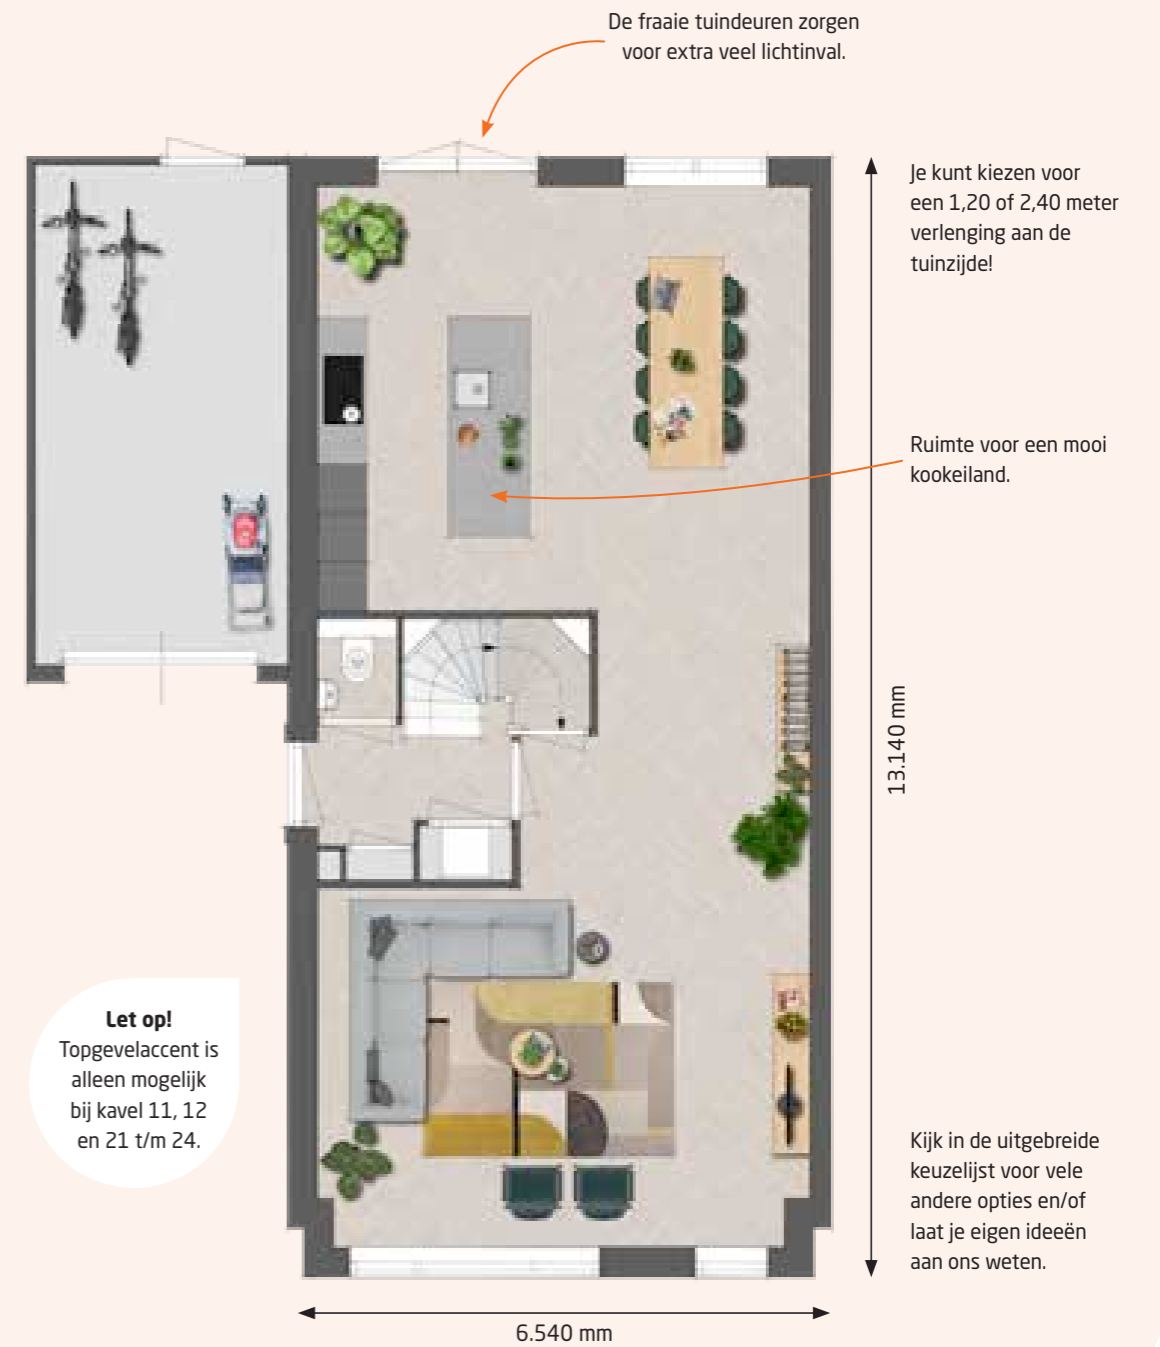 De fraaie tuindeuren zorgen
voor extra veel lichtinval.
Je kunt kiezen voor
een 1,20 of 2,40 meter
verlenging aan de
tuinzijde!
Ruimte voor een mooi
kookeiland.
13.140 mm
Let op!
Topgevelaccent is
alleen mogelijk
bij kavel 11, 12
en 21 t/m 24.
Kijk in de uitgebreide
keuzelijst voor vele
andere opties en/of
laat je eigen ideeën
aan ons weten.
6.540 mm